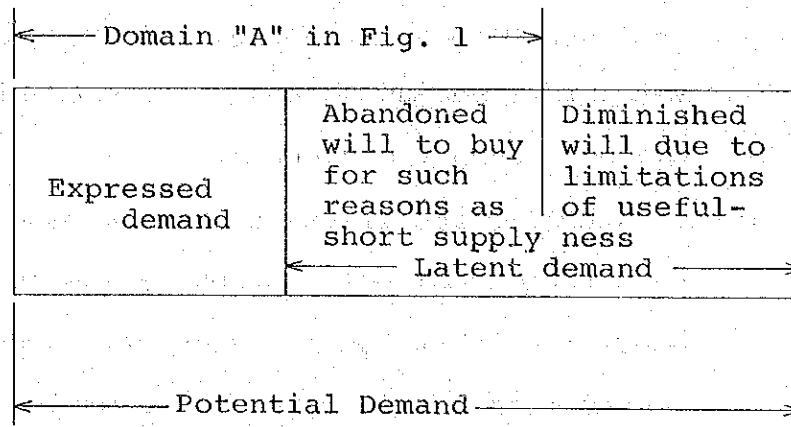 Domain "A" in Fig. 1
Expressed
demand
Abandoned
will to buy
for such
reasons as
short supply
Diminished
will due to
limitations
of useful-
ness
Latent demand
Potential Demand